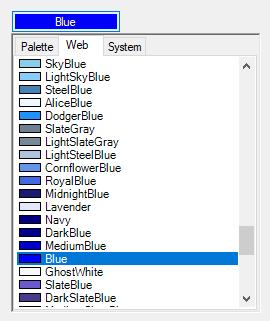 Blue
Palette Web System
SkyBlue
LightSkyBlue
SteelBlue
AliceBlue
DodgerBlue
SlateGray
LightSlateGray
LightSteelBlue
CornflowerBlue
RoyalBlue
MidnightBlue
Lavender
Navy
DarkBlue
MediumBlue
Blue
GhostWhite
SlateBlue
DarkSlateBlue